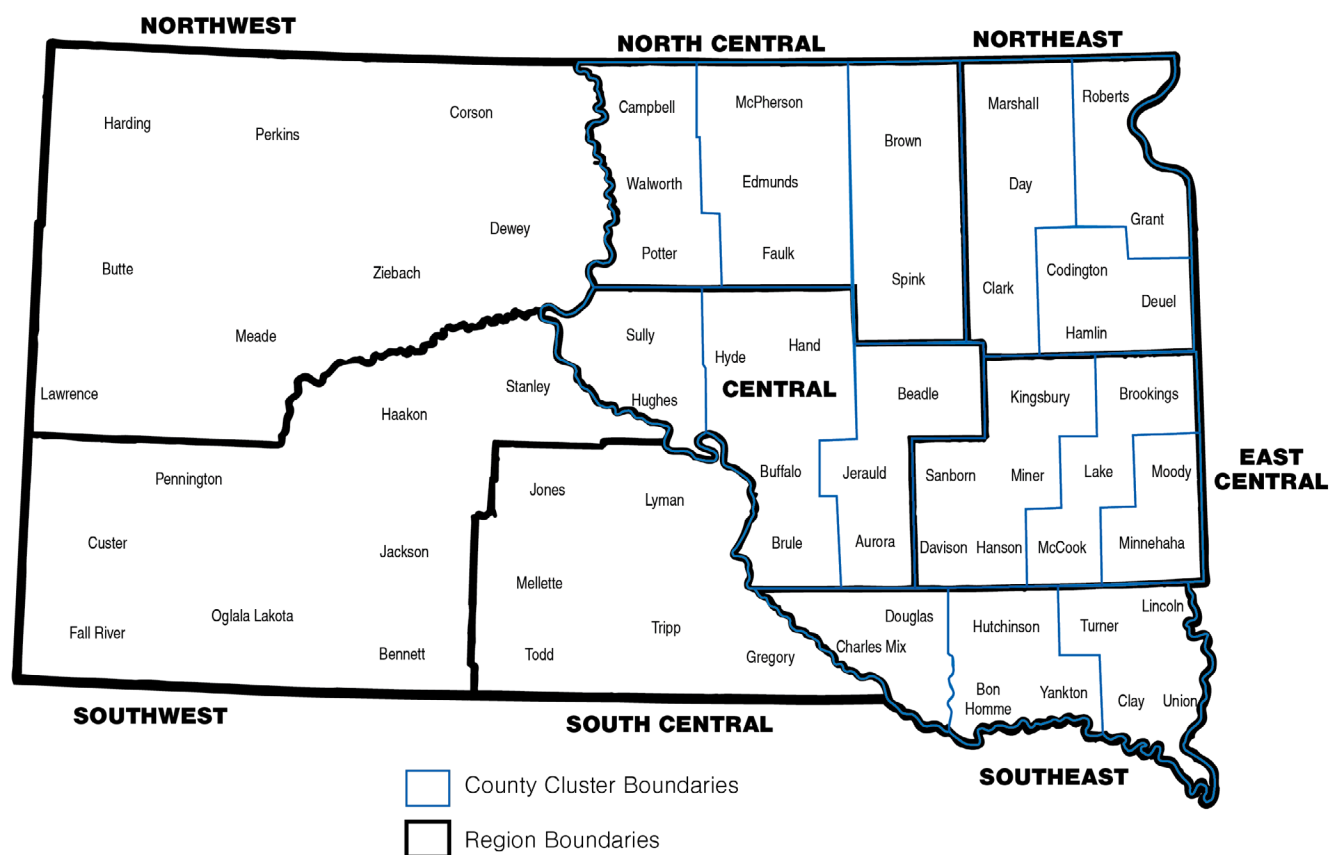 NORTHWEST
NORTH CENTRAL
NORTHEAST
Harding
Perkins
Corson
Campbell
McPherson
Brown
Marshall
Roberts
Walworth
Edmunds
Day
Dewey
Grant
Butte
Ziebach
Potter
Faulk
Spink
Clark
Codington
Deuel
Meade
Sully
Hyde
Hand
Hamlin
Lawrence
Haakon
Stanley
Hughes
CENTRAL
Beadle
Kingsbury
Brookings
EAST
CENTRAL
Pennington
Jones
Lyman
Buffalo
Jerauld
Sanborn
Miner
Lake
Moody
Custer
Jackson
Brule
Aurora
Davison
Hanson
McCook
Minnehaha
Mellette
Fall River
Oglala Lakota
Bennett
Todd
Tripp
Gregory
Douglas
Charles Mix
Hutchinson
Turner
Lincoln
Bon
Homme
Yankton
Clay
Union
SOUTHWEST
SOUTH CENTRAL
SOUTHEAST
County Cluster Boundaries
Region Boundaries